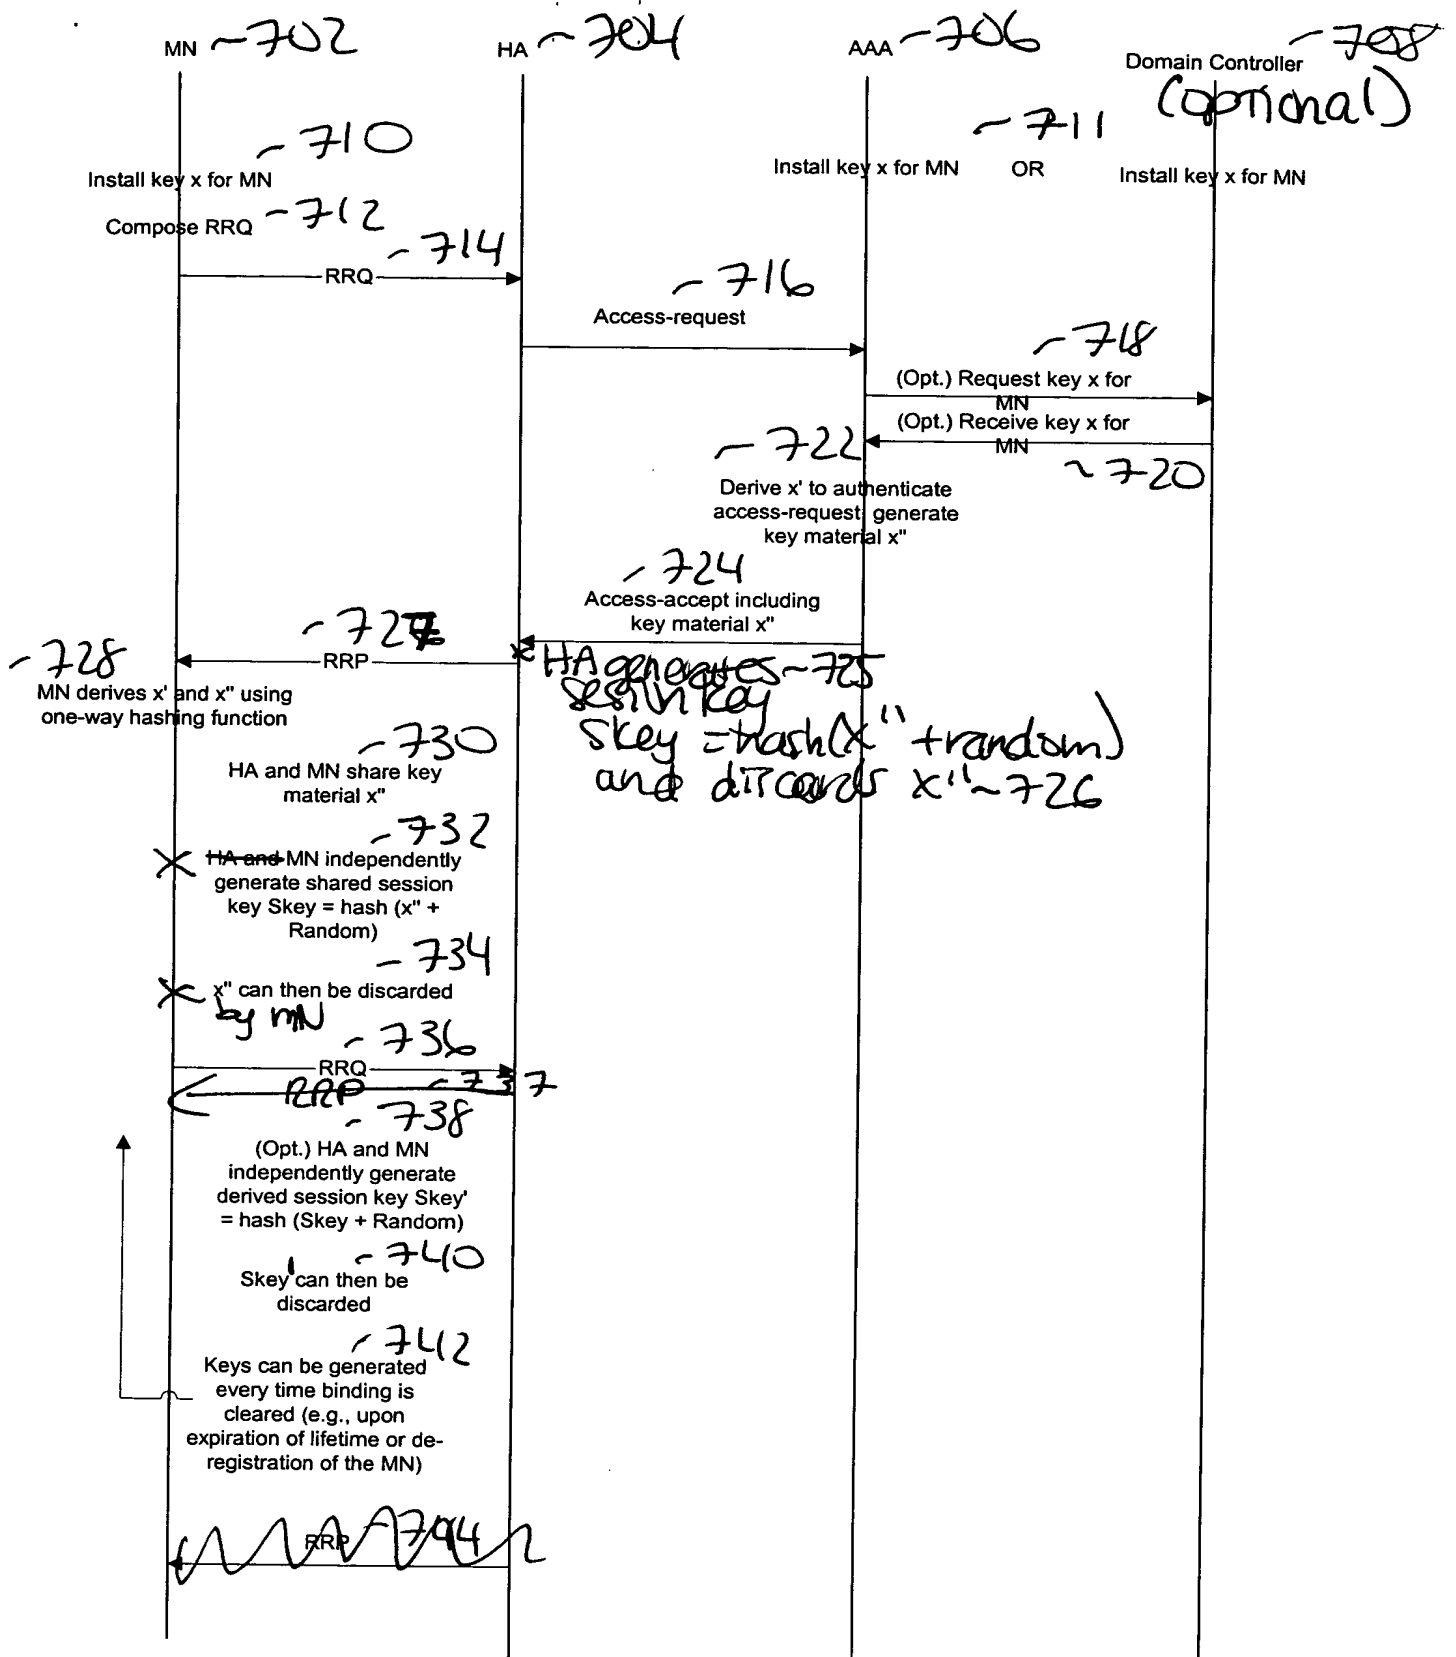 MN ~702
HA ~704
AAA ~706
Domain Controller ~708
(optional)
~710
~711
Install key x for MN
Install key x for MN
OR
Install key x for MN
Compose RRQ ~712
~714
RRQ
~716
Access-request
~718
(Opt.) Request key x for
MN
(Opt.) Receive key x for
MN
~720
~722
Derive x' to authenticate
access-request generate
key material x"
~724
Access-accept including
key material x"
~727
RRP
~728
MN derives x' and x" using
one-way hashing function
HA generates ~725
session key
Skey = hash(x" + random)
and discards x" ~726
~730
HA and MN share key
material x"
~732
HA and MN independently
generate shared session
key Skey = hash (x" +
Random)
~734
x" can then be discarded
by MN
~736
RRQ
RRP ~737
~738
(Opt.) HA and MN
independently generate
derived session key Skey'
= hash (Skey + Random)
~740
Skey' can then be
discarded
~742
Keys can be generated
every time binding is
cleared (e.g., upon
expiration of lifetime or de-
registration of the MN)
RRP ~744